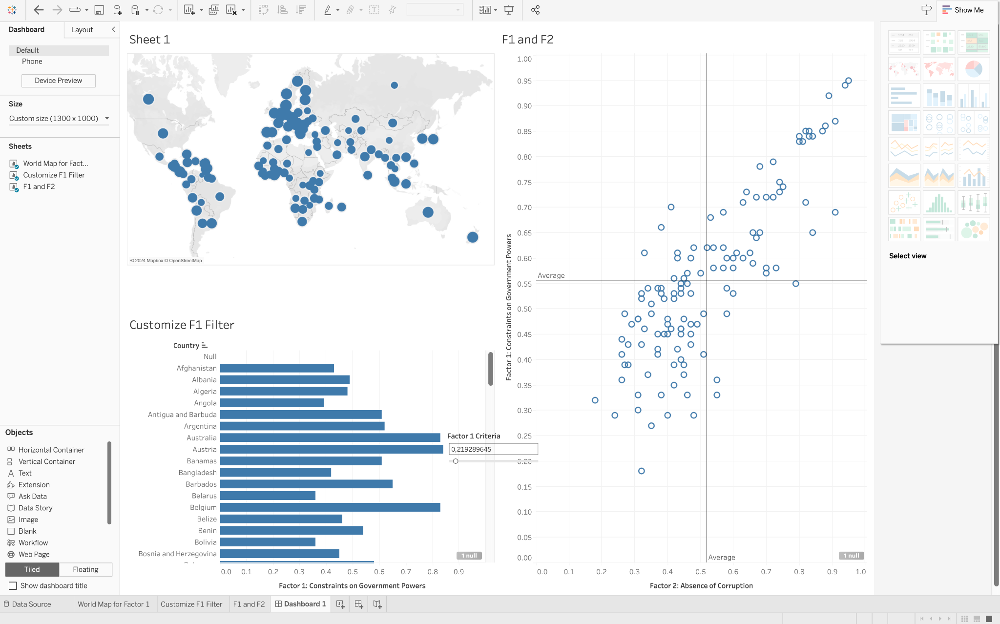 Show Me
Dashboard
Layout
Default
Phone
Device Preview
Size
Custom size (1300 x 1000)
Sheets
World Map for Fact...
Customize F1 Filter
F1 and F2
Objects
Horizontal Container
Vertical Container
Text
Extension
Ask Data
Data Story
Image
Blank
Workflow
Web Page
Tiled
Floating
Show dashboard title
Sheet 1
© 2024 Mapbox © OpenStreetMap
Customize F1 Filter
Country
Null
Afghanistan
Albania
Algeria
Angola
Antigua and Barbuda
Argentina
Australia
Austria
Bahamas
Bangladesh
Barbados
Belarus
Belgium
Belize
Benin
Bolivia
Bosnia and Herzegovina
1 null
0.0 0.1 0.2 0.3 0.4 0.5 0.6 0.7 0.8 0.9
Factor 1: Constraints on Government Powers
Factor 1 Criteria
0,219289645
F1 and F2
Factor 1: Constraints on Government Powers
1.00
0.95
0.90
0.85
0.80
0.75
0.70
0.65
0.60
Average
0.55
0.50
0.45
0.40
0.35
0.30
0.25
0.20
0.15
0.10
0.05
0.00
Average
1 null
0.0 0.1 0.2 0.3 0.4 0.5 0.6 0.7 0.8 0.9 1.0
Factor 2: Absence of Corruption
Select view
Data Source
World Map for Factor 1
Customize F1 Filter
F1 and F2
Dashboard 1